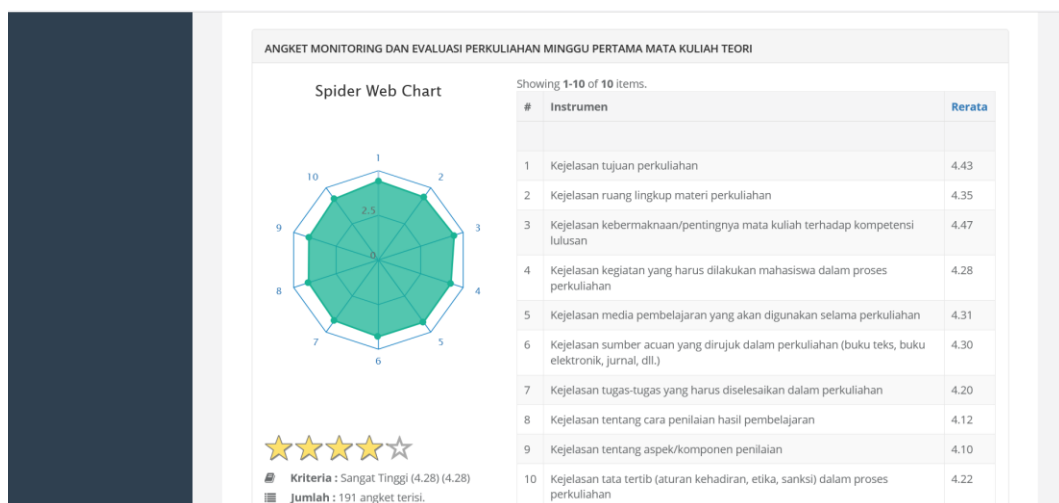 ANGKET MONITORING DAN EVALUASI PERKULIAHAN MINGGU PERTAMA MATA KULIAH TEORI
Spider Web Chart
1
2
3
4
5
6
7
8
9
10
2.5
0
Kriteria : Sangat Tinggi (4.28) (4.28)
Jumlah : 191 angket terisi.
Showing 1-10 of 10 items.
# Instrumen Rerata
1 Kejelasan tujuan perkuliahan 4.43
2 Kejelasan ruang lingkup materi perkuliahan 4.35
3 Kejelasan kebermaknaan/pentingnya mata kuliah terhadap kompetensi 4.47
lulusan
4 Kejelasan kegiatan yang harus dilakukan mahasiswa dalam proses 4.28
perkuliahan
5 Kejelasan media pembelajaran yang akan digunakan selama perkuliahan 4.31
6 Kejelasan sumber acuan yang dirujuk dalam perkuliahan (buku teks, buku 4.30
elektronik, jurnal, dll.)
7 Kejelasan tugas-tugas yang harus diselesaikan dalam perkuliahan 4.20
8 Kejelasan tentang cara penilaian hasil pembelajaran 4.12
9 Kejelasan tentang aspek/komponen penilaian 4.10
10 Kejelasan tata tertib (aturan kehadiran, etika, sanksi) dalam proses 4.22
perkuliahan